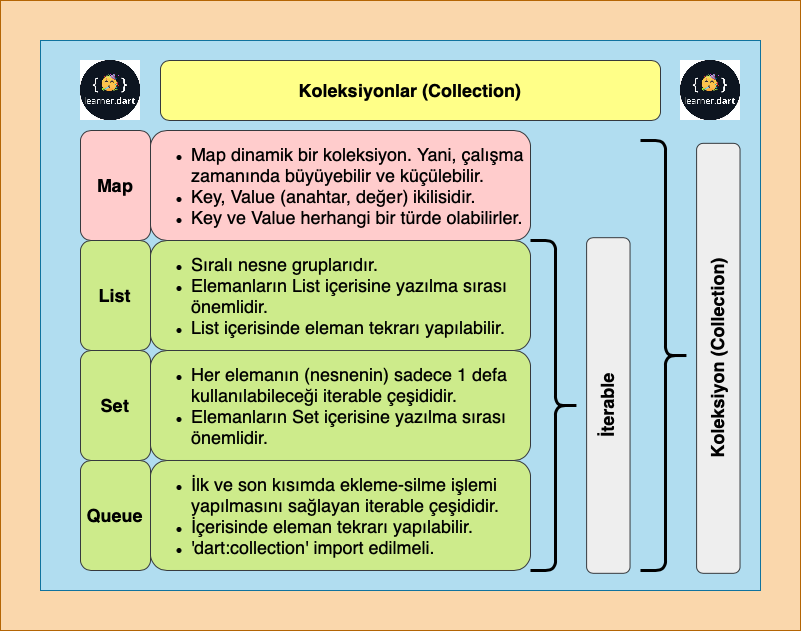 { }
learner.dart
Koleksiyonlar (Collection)
{ }
learner.dart
Map
• Map dinamik bir koleksiyon. Yani, çalışma
zamanında büyüyebilir ve küçülebilir.
• Key, Value (anahtar, değer) ikilisidir.
• Key ve Value herhangi bir türde olabilirler.
List
• Sıralı nesne gruplarıdır.
• Elemanların List içerisine yazılma sırası
önemlidir.
• List içerisinde eleman tekrarı yapılabilir.
Set
• Her elemanın (nesnenin) sadece 1 defa
kullanılabileceği iterable çeşididir.
• Elemanların Set içerisine yazılma sırası
önemlidir.
Queue
• İlk ve son kısımda ekleme-silme işlemi
yapılmasını sağlayan iterable çeşididir.
• İçerisinde eleman tekrarı yapılabilir.
• 'dart:collection' import edilmeli.
İterable
Koleksiyon (Collection)